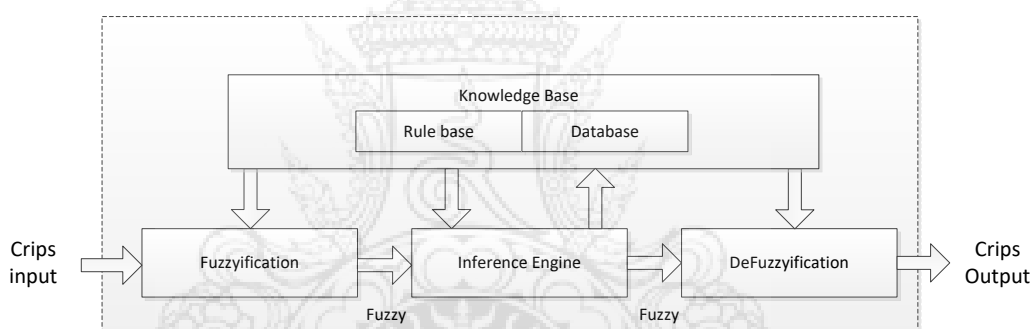 Knowledge Base
Rule base
Database
Crips
input
Fuzzyification
Inference Engine
DeFuzzyification
Crips
Output
Fuzzy
Fuzzy